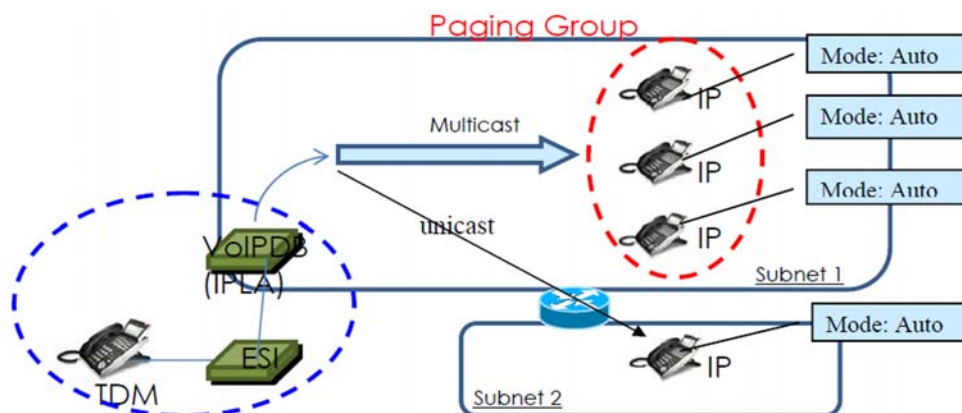 Paging Group
Mode: Auto
IP
Multicast
Mode: Auto
IP
Mode: Auto
unicast
IP
VoIPDB
(IPLA)
Subnet 1
Mode: Auto
ESI
IP
TDM
Subnet 2